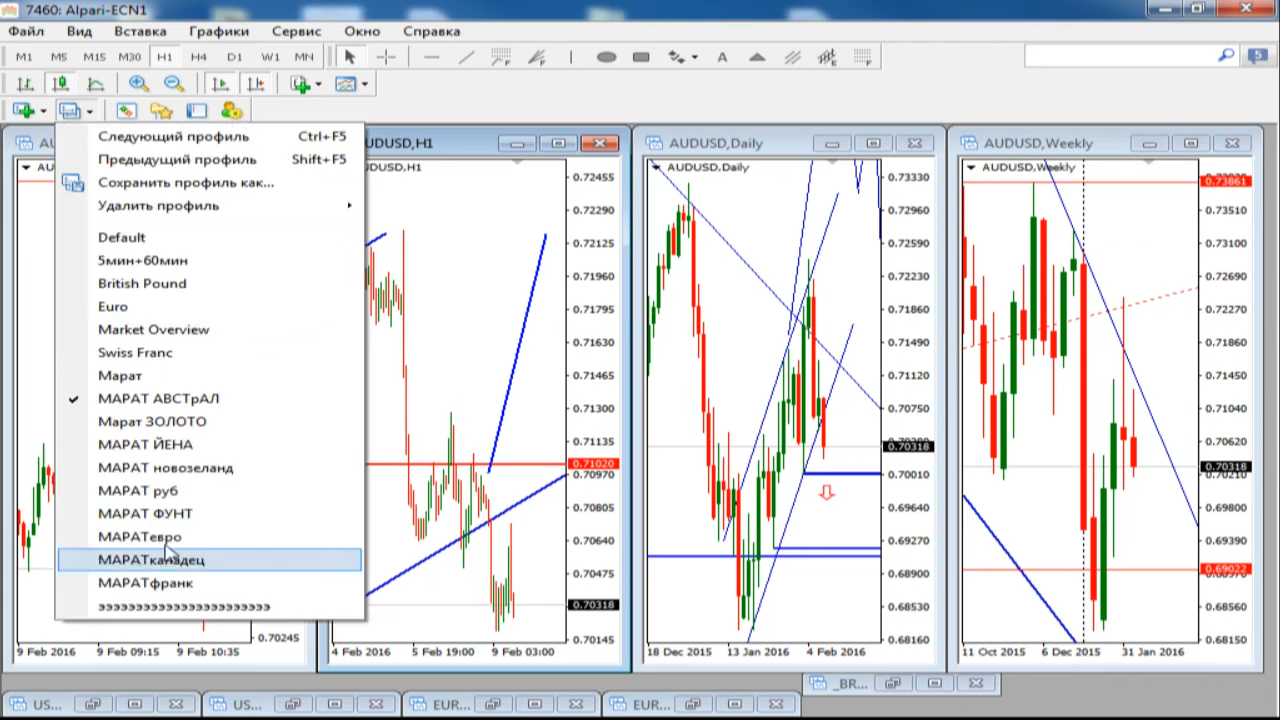 7460: Alpari-ECN1
Файл Вид Вставка Графики Сервис Окно Справка
M1 M5 M15 M30 H1 H4 D1 W1 MN
A
5
Следующий профиль Ctrl+F5
Предыдущий профиль Shift+F5
Сохранить профиль как...
Удалить профиль
Default
5мин+60мин
British Pound
Euro
Market Overview
Swiss Franc
Марат
МАРАТ АВСТрАЛ
Марат ЗОЛОТО
МАРАТ ЙЕНА
МАРАТ новозеланд
МАРАТ руб
МАРАТ ФУНТ
МАРАТевро
МАРАТканадец
МАРАТфранк
эээээээээээээээээээээээ
AU
AU
0.70245
9 Feb 2016 9 Feb 09:15 9 Feb 10:35
UDUSD,H1
UDUSD,H1
0.72455
0.72290
0.72125
0.71960
0.71795
0.71630
0.71465
0.71300
0.71135
0.71020
0.70970
0.70805
0.70640
0.70475
0.70318
0.70145
4 Feb 2016 5 Feb 19:00 9 Feb 03:00
AUDUSD,Daily
AUDUSD,Daily
0.73330
0.72960
0.72590
0.72230
0.71860
0.71490
0.71120
0.70750
0.70318
0.70010
0.69640
0.69270
0.68900
0.68530
0.68160
18 Dec 2015 13 Jan 2016 4 Feb 2016
AUDUSD,Weekly
AUDUSD,Weekly
0.73861
0.73510
0.73100
0.72690
0.72270
0.71860
0.71450
0.71040
0.70620
0.70318
0.69800
0.69390
0.69022
0.68560
0.68150
11 Oct 2015 6 Dec 2015 31 Jan 2016
_BR...
US... US... EUR... EUR...